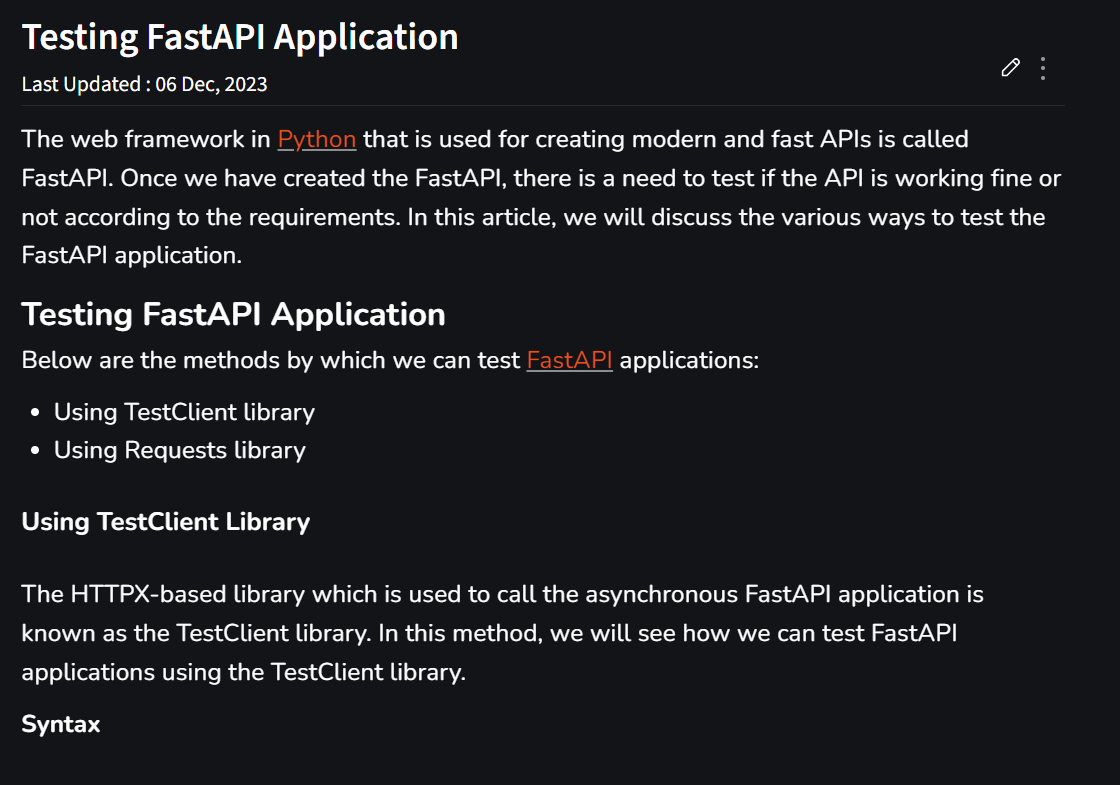 Testing FastAPI Application
Last Updated : 06 Dec, 2023
The web framework in Python that is used for creating modern and fast APIs is called
FastAPI. Once we have created the FastAPI, there is a need to test if the API is working fine or
not according to the requirements. In this article, we will discuss the various ways to test the
FastAPI application.
Testing FastAPI Application
Below are the methods by which we can test FastAPI applications:
• Using TestClient library
• Using Requests library
Using TestClient Library
The HTTPX-based library which is used to call the asynchronous FastAPI application is
known as the TestClient library. In this method, we will see how we can test FastAPI
applications using the TestClient library.
Syntax